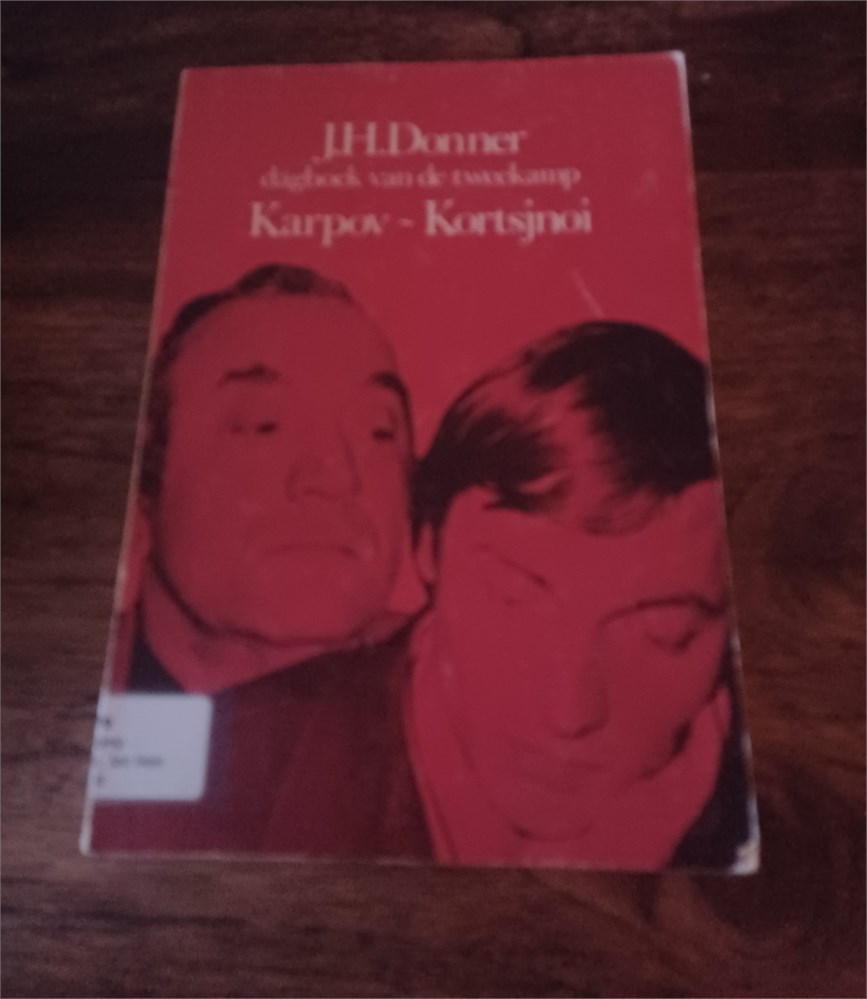 J.H.Donner
dagboek van de tweekamp
Karpov ~ Kortsjnoi